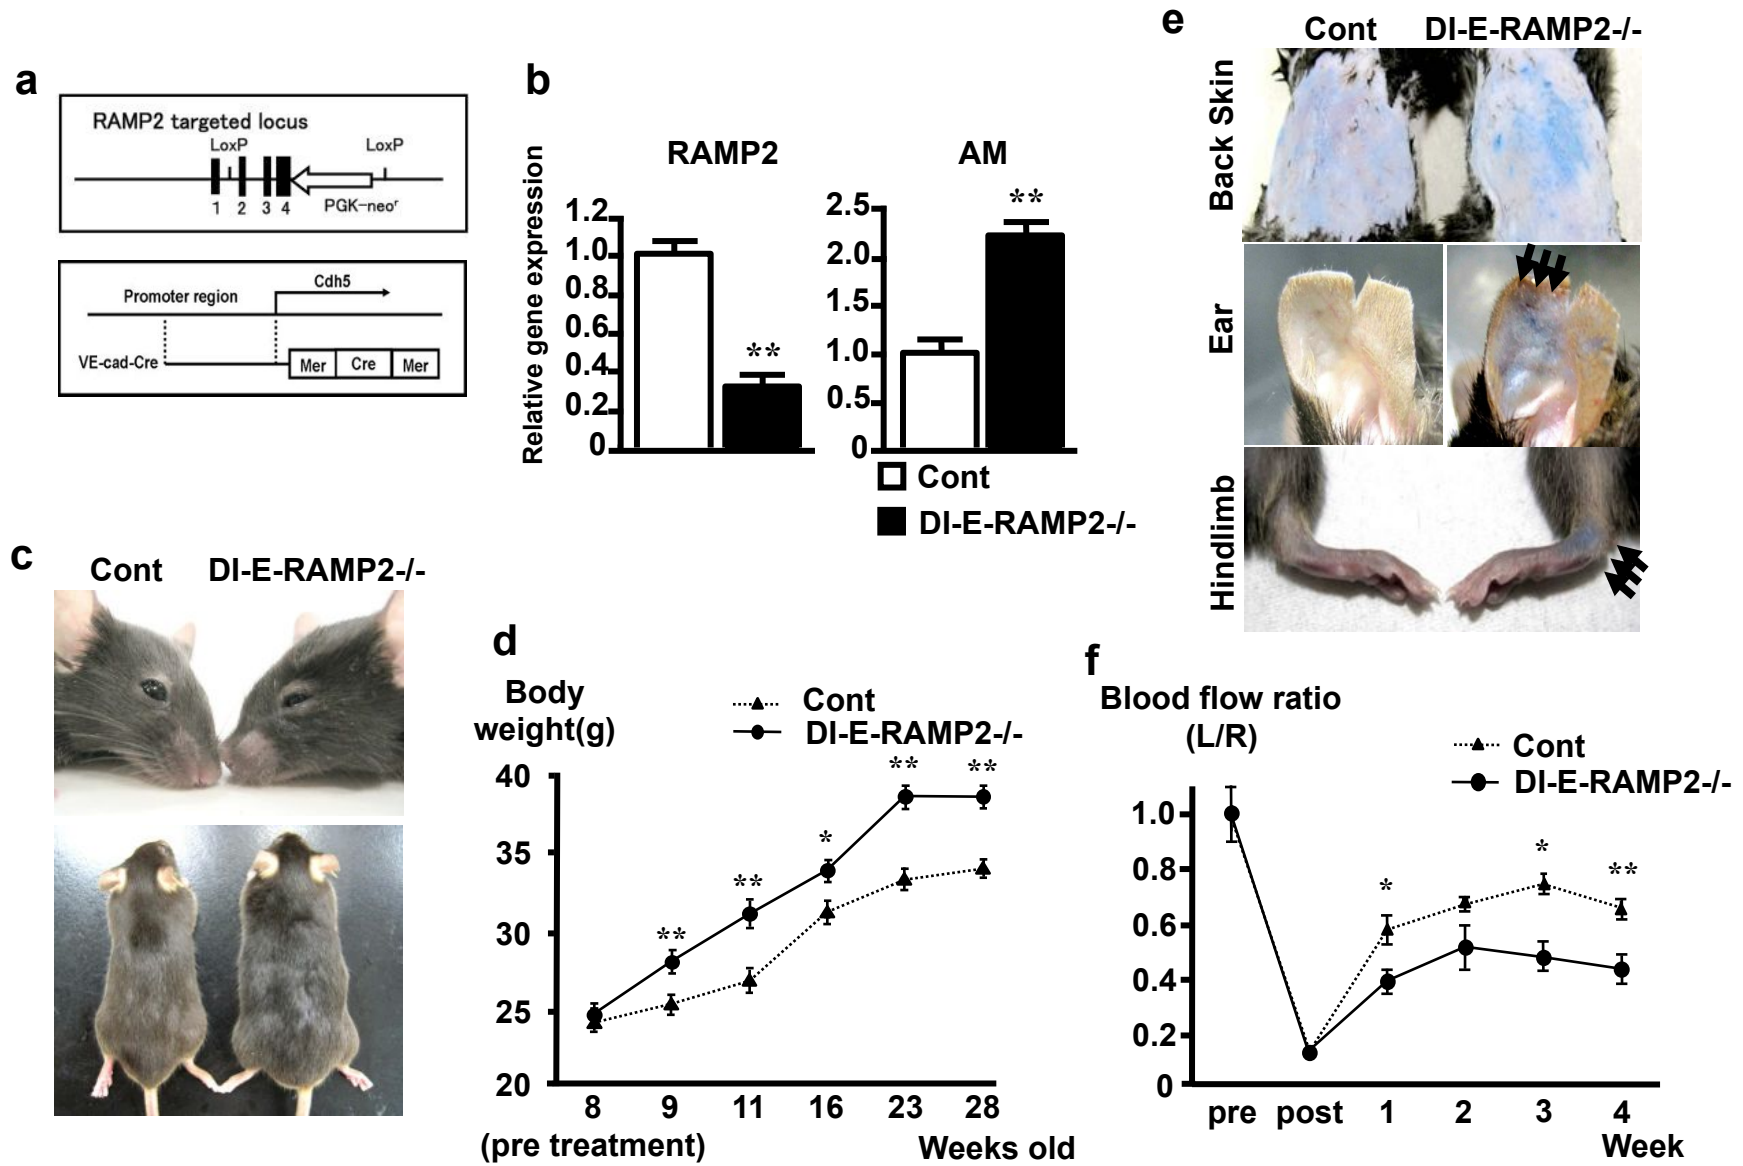 a
RAMP2 targeted locus
LoxP
LoxP
1 2 3 4
PGK-neoʳ
Promoter region
Cdh5
VE-cad-Cre
Mer Cre Mer
b
Relative gene expression
RAMP2
1.2
1.0
0.8
0.6
0.4
0.2
0
**
AM
2.5
2.0
1.5
1.0
0.5
0
**
Cont
DI-E-RAMP2-/-
c
Cont DI-E-RAMP2-/-
d
Body
weight(g)
Cont
DI-E-RAMP2-/-
40
35
30
25
20
** ** * ** **
8 9 11 16 23 28
(pre treatment) Weeks old
e
Cont DI-E-RAMP2-/-
Back Skin
Ear
Hindlimb
f
Blood flow ratio
(L/R)
Cont
DI-E-RAMP2-/-
1.0
0.8
0.6
0.4
0.2
0
* * **
pre post 1 2 3 4
Week